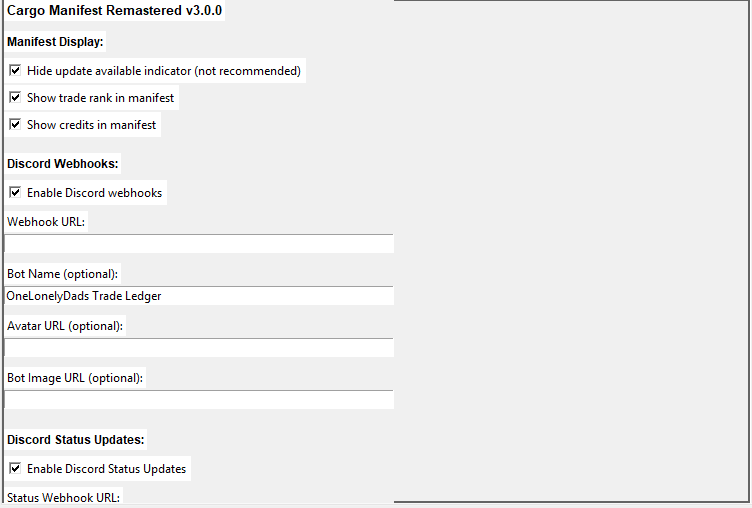 Cargo Manifest Remastered v3.0.0
Manifest Display:
Hide update available indicator (not recommended)
Show trade rank in manifest
Show credits in manifest
Discord Webhooks:
Enable Discord webhooks
Webhook URL:
Bot Name (optional):
OneLonelyDads Trade Ledger
Avatar URL (optional):
Bot Image URL (optional):
Discord Status Updates:
Enable Discord Status Updates
Status Webhook URL: